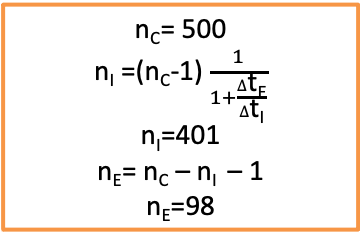 n_C= 500
n_I =(n_C-1) 1/(1+Δt_E/Δt_I)
n_I=401
n_E= n_C – n_I – 1
n_E=98